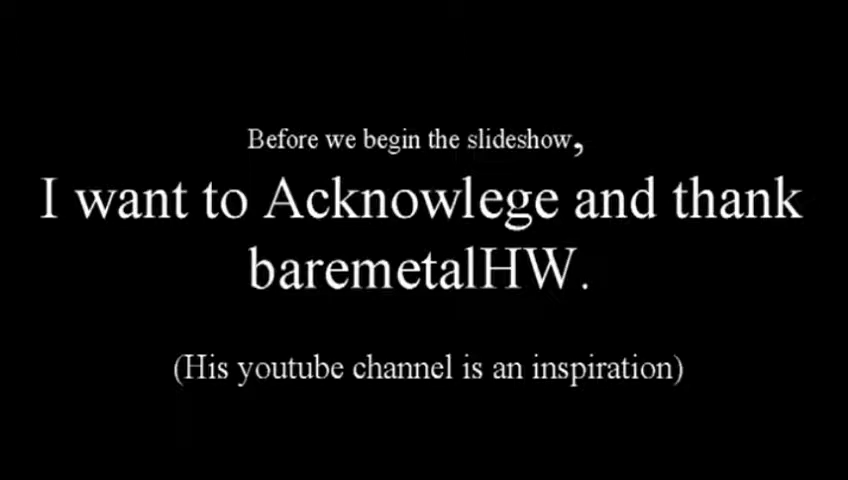 Before we begin the slideshow,
I want to Acknowlege and thank
baremetalHW.
(His youtube channel is an inspiration)